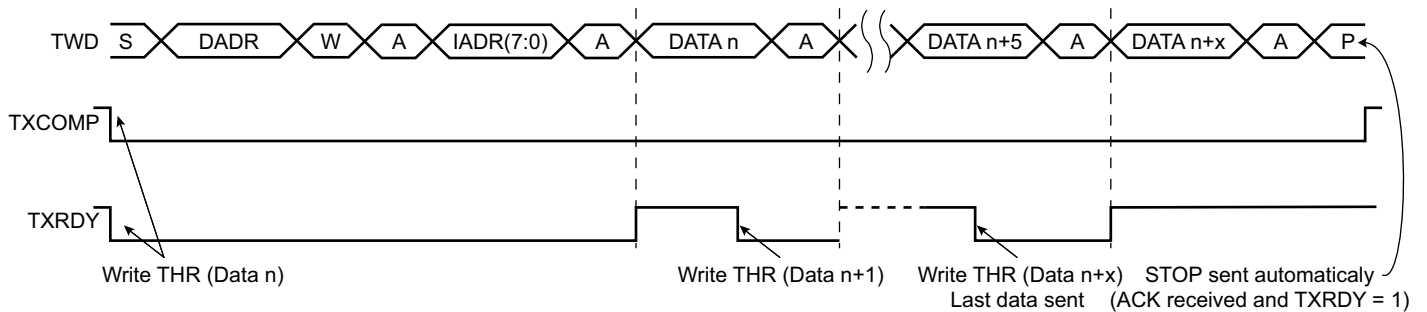 TWD S DADR W A IADR(7:0) A DATA n A DATA n+5 A DATA n+x A P
TXCOMP
TXRDY
Write THR (Data n) Write THR (Data n+1) Write THR (Data n+x) STOP sent automaticaly
Last data sent (ACK received and TXRDY = 1)